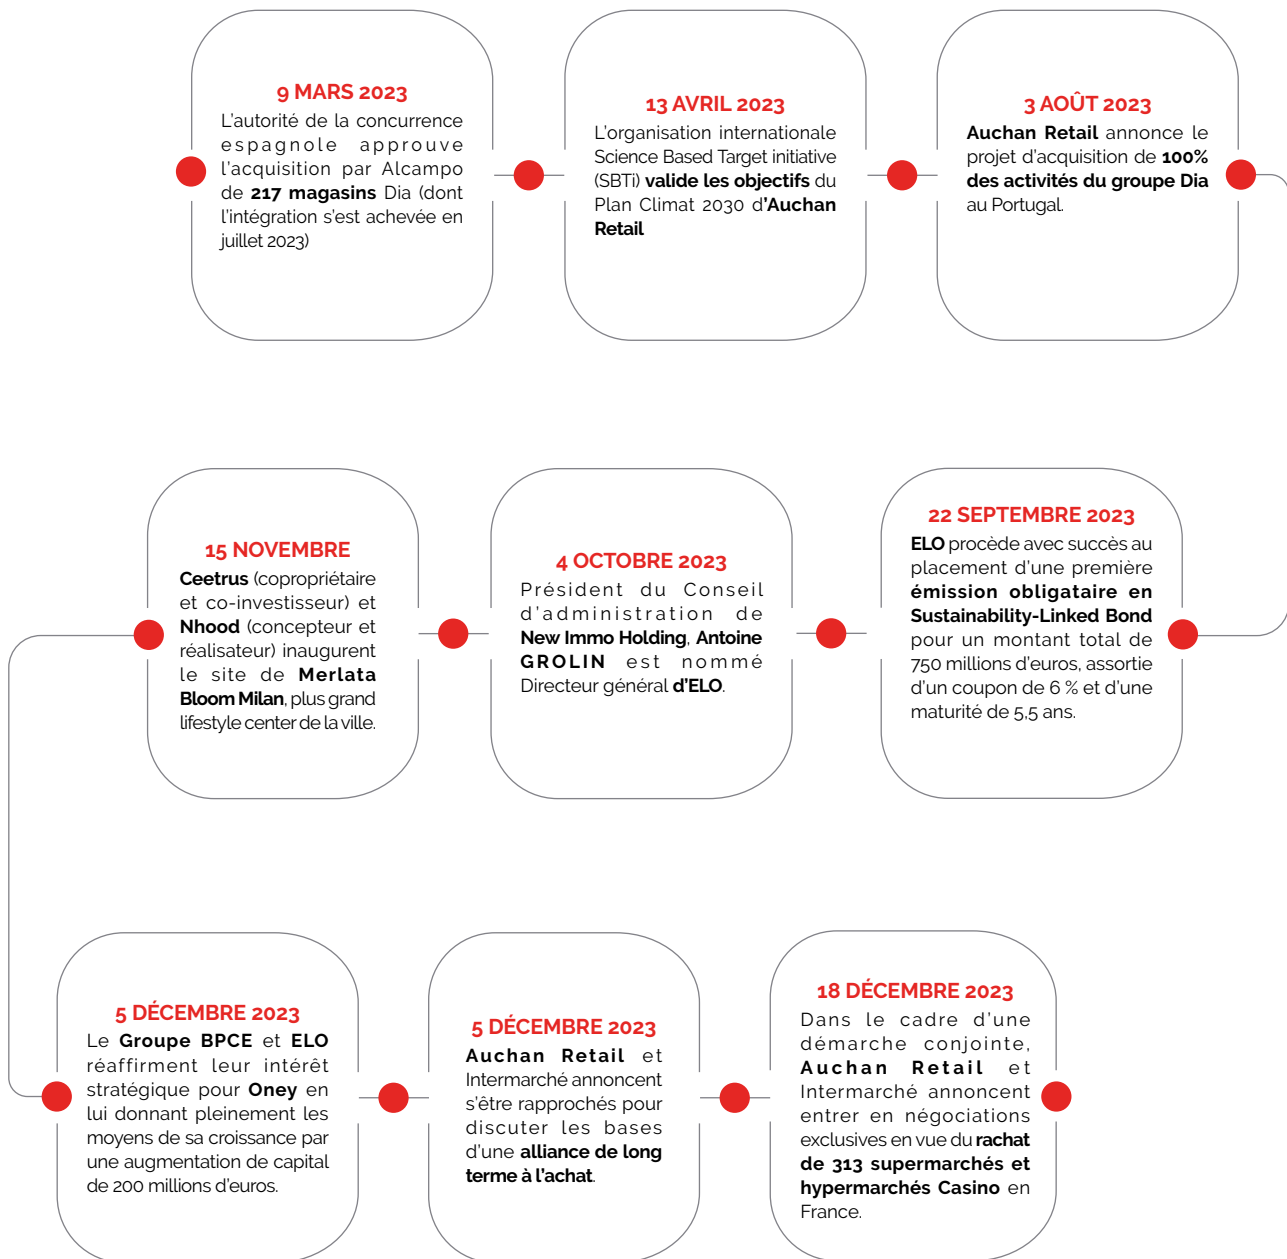 9 MARS 2023
L'autorité de la concurrence
espagnole approuve
l'acquisition par Alcampo
de 217 magasins Dia (dont
l'intégration s'est achevée en
juillet 2023)
13 AVRIL 2023
L'organisation internationale
Science Based Target initiative
(SBTi) valide les objectifs du
Plan Climat 2030 d'Auchan
Retail
3 AOÛT 2023
Auchan Retail annonce le
projet d'acquisition de 100%
des activités du groupe Dia
au Portugal.
22 SEPTEMBRE 2023
ELO procède avec succès au
placement d'une première
émission obligataire en
Sustainability-Linked Bond
pour un montant total de
750 millions d'euros, assortie
d'un coupon de 6 % et d'une
maturité de 5,5 ans.
4 OCTOBRE 2023
Président du Conseil
d'administration de
New Immo Holding, Antoine
GROLIN est nommé
Directeur général d'ELO.
15 NOVEMBRE
Ceetrus (copropriétaire
et co-investisseur) et
Nhood (concepteur et
réalisateur) inaugurent
le site de Merlata
Bloom Milan, plus grand
lifestyle center de la ville.
5 DÉCEMBRE 2023
Le Groupe BPCE et ELO
réaffirment leur intérêt
stratégique pour Oney en
lui donnant pleinement les
moyens de sa croissance par
une augmentation de capital
de 200 millions d'euros.
5 DÉCEMBRE 2023
Auchan Retail et
Intermarché annoncent
s'être rapprochés pour
discuter les bases
d'une alliance de long
terme à l'achat.
18 DÉCEMBRE 2023
Dans le cadre d'une
démarche conjointe,
Auchan Retail et
Intermarché annoncent
entrer en négociations
exclusives en vue du rachat
de 313 supermarchés et
hypermarchés Casino en
France.